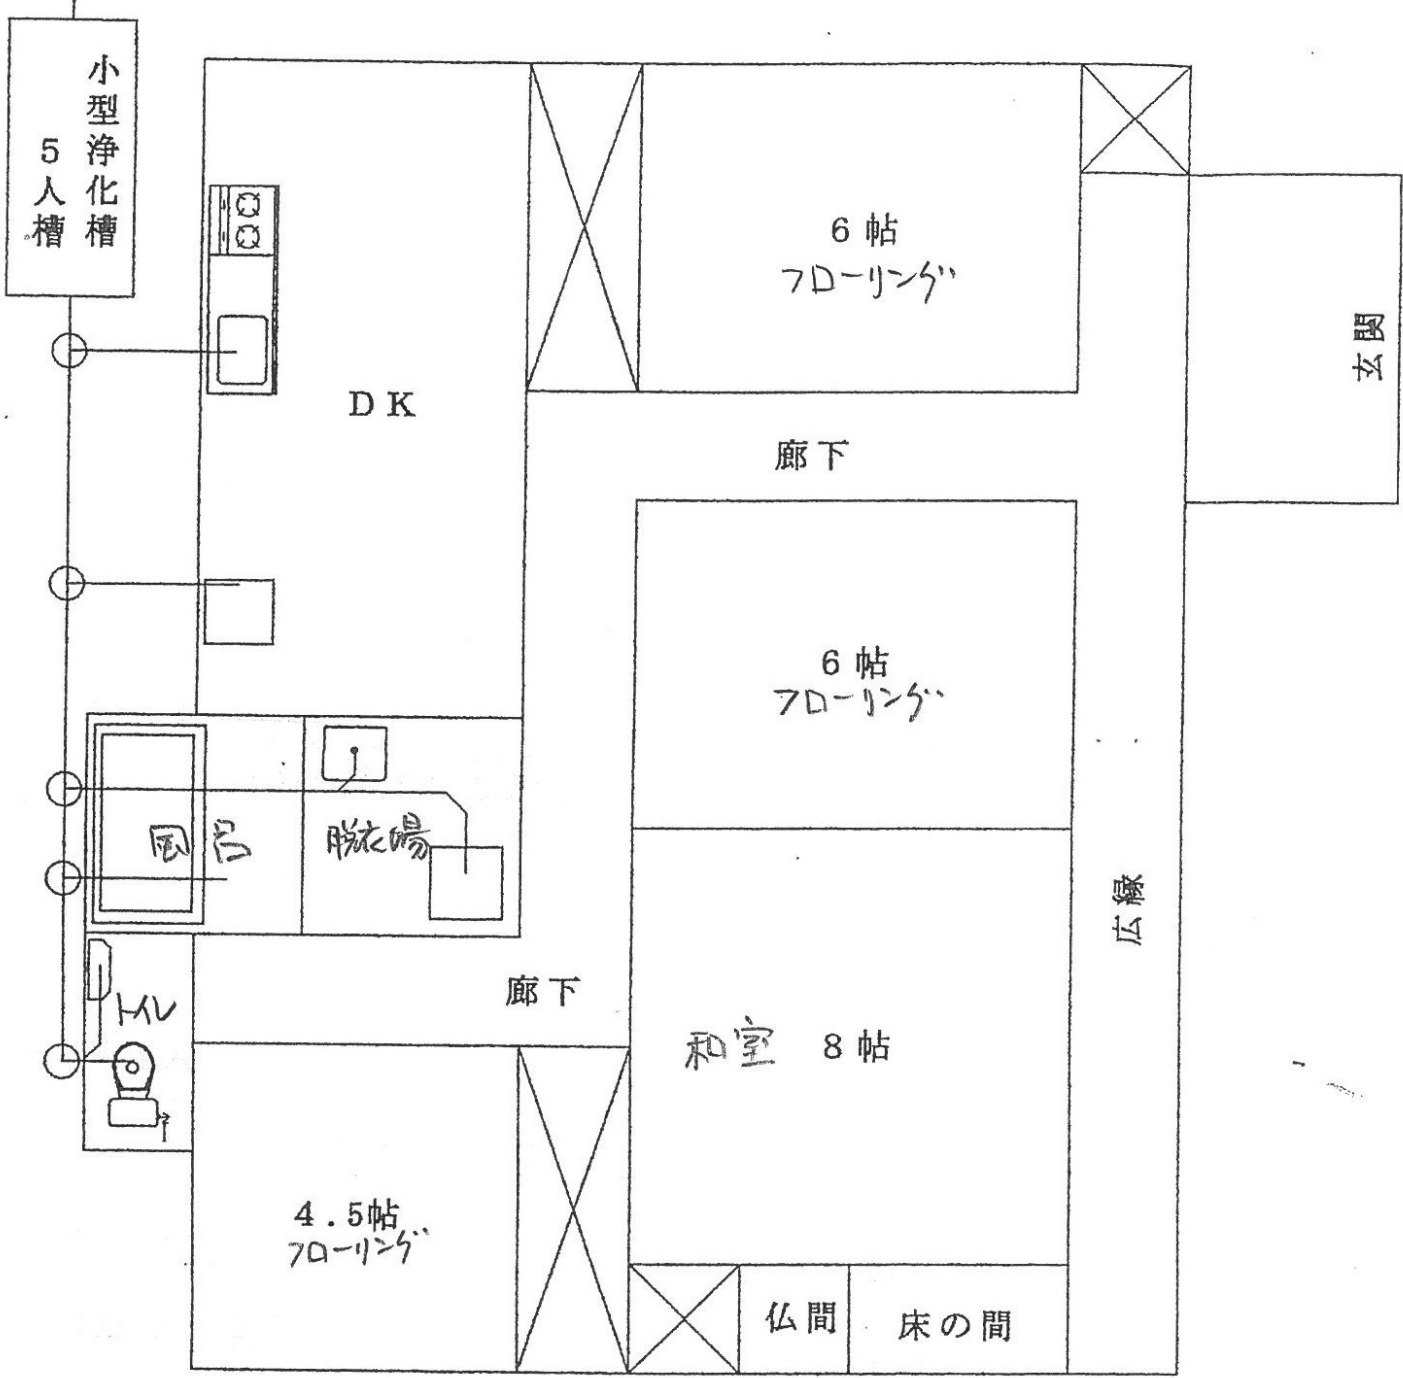 小型浄化槽
5人槽
6帖
フローリング
玄関
DK
廊下
6帖
フローリング
風呂
脱衣場
広縁
廊下
トイレ
和室 8帖
4.5帖
フローリング
仏間
床の間